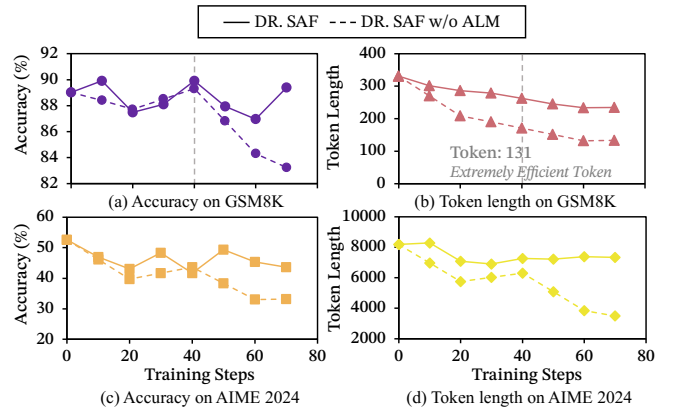 DR. SAF DR. SAF w/o ALM
Accuracy (%)
92
90
88
86
84
82
(a) Accuracy on GSM8K
Token Length
400
300
200
100
0
Token: 131
Extremely Efficient Token
(b) Token length on GSM8K
Accuracy (%)
60
50
40
30
20
0 20 40 60 80
Training Steps
(c) Accuracy on AIME 2024
Token Length
10000
8000
6000
4000
2000
0 20 40 60 80
Training Steps
(d) Token length on AIME 2024